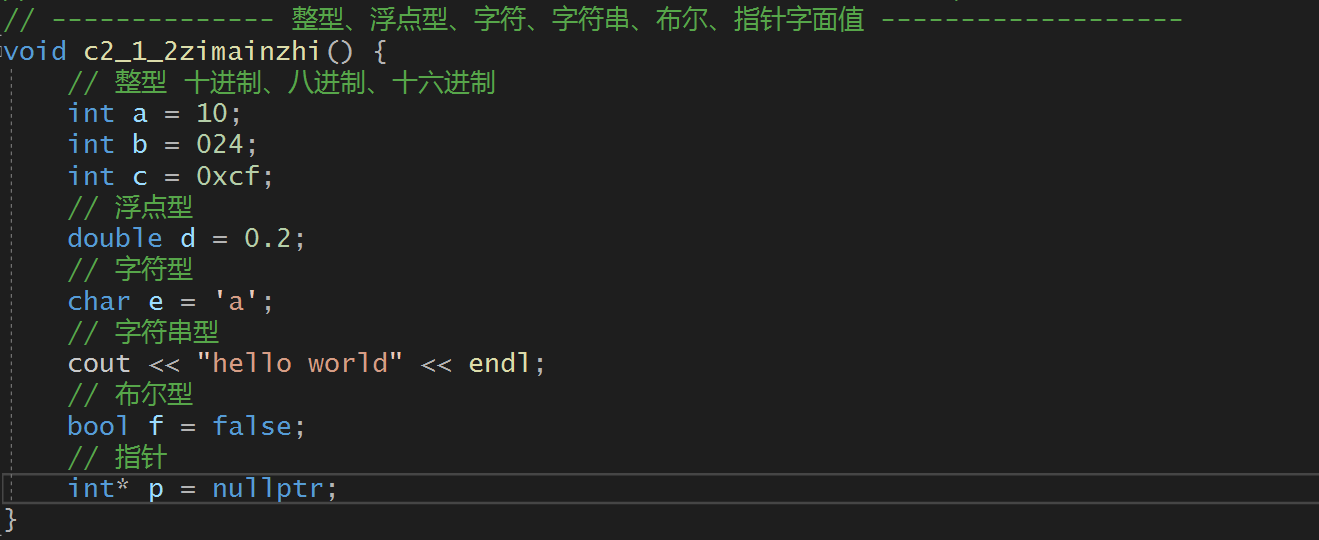 // -------------- 整型、浮点型、字符、字符串、布尔、指针字面值 -------------------
void c2_1_2zimainzhi() {
    // 整型 十进制、八进制、十六进制
    int a = 10;
    int b = 024;
    int c = 0xcf;
    // 浮点型
    double d = 0.2;
    // 字符型
    char e = 'a';
    // 字符串型
    cout << "hello world" << endl;
    // 布尔型
    bool f = false;
    // 指针
    int* p = nullptr;
}